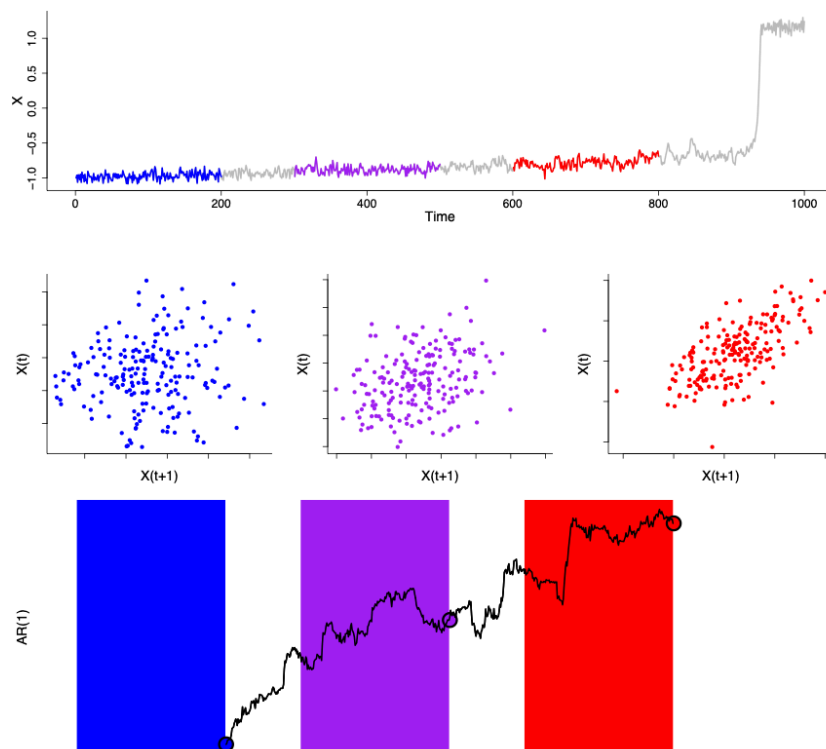 1.0
0.5
0.0
−0.5
−1.0
X
0
200
400
600
800
1000
Time
X(t)
X(t)
X(t)
X(t+1)
X(t+1)
X(t+1)
AR(1)